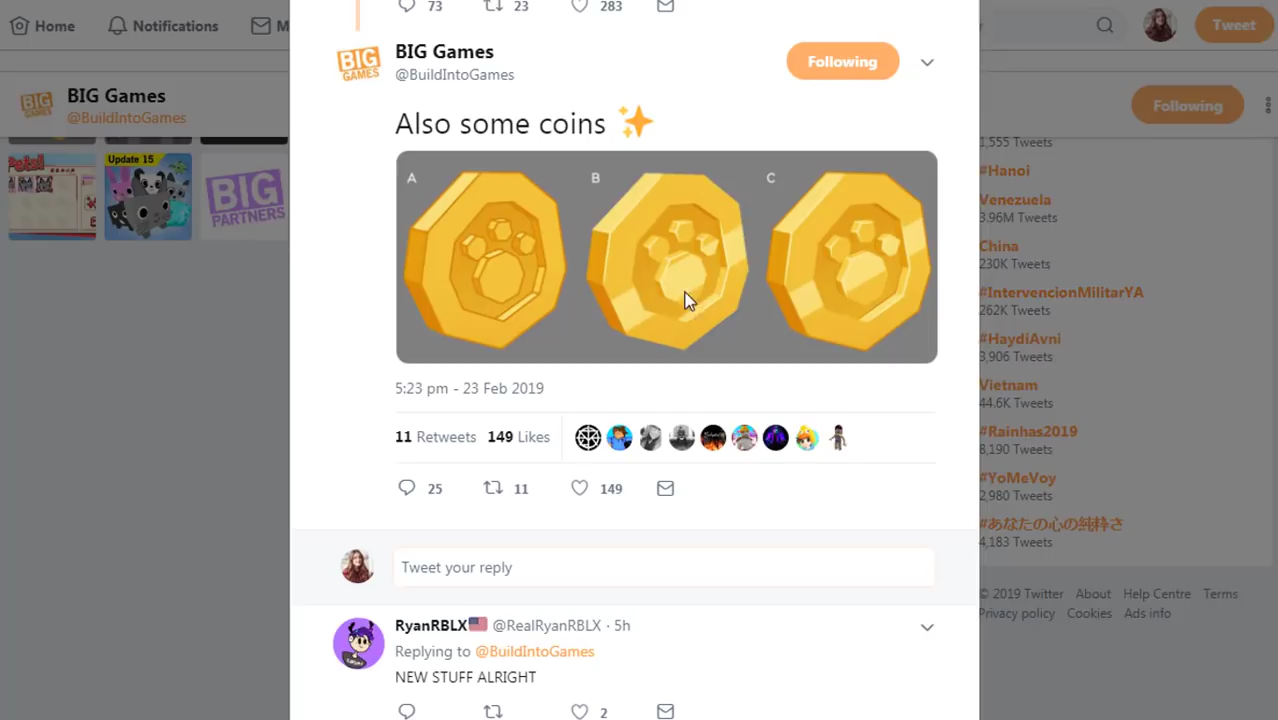 73 23 283
Home Notifications M
Tweet
BIG
GAMES
BIG Games
@BuildIntoGames
Following
BIG Games
@BuildIntoGames
Following
Also some coins ✨
A B C
Update 15
BIG
PARTNERS
5:23 pm - 23 Feb 2019
11 Retweets 149 Likes
25 11 149
Tweet your reply
RyanRBLX🇺🇸 @RealRyanRBLX · 5h
Replying to @BuildIntoGames
NEW STUFF ALRIGHT
2
1,555 Tweets
#Hanoi
Venezuela
3.96M Tweets
China
230K Tweets
#IntervencionMilitarYA
262K Tweets
#HaydiAvni
3,906 Tweets
Vietnam
44.6K Tweets
#Rainhas2019
8,190 Tweets
#YoMeVoy
2,980 Tweets
#あなたの心の純粋さ
4,183 Tweets
© 2019 Twitter About Help Centre Terms
Privacy policy Cookies Ads info